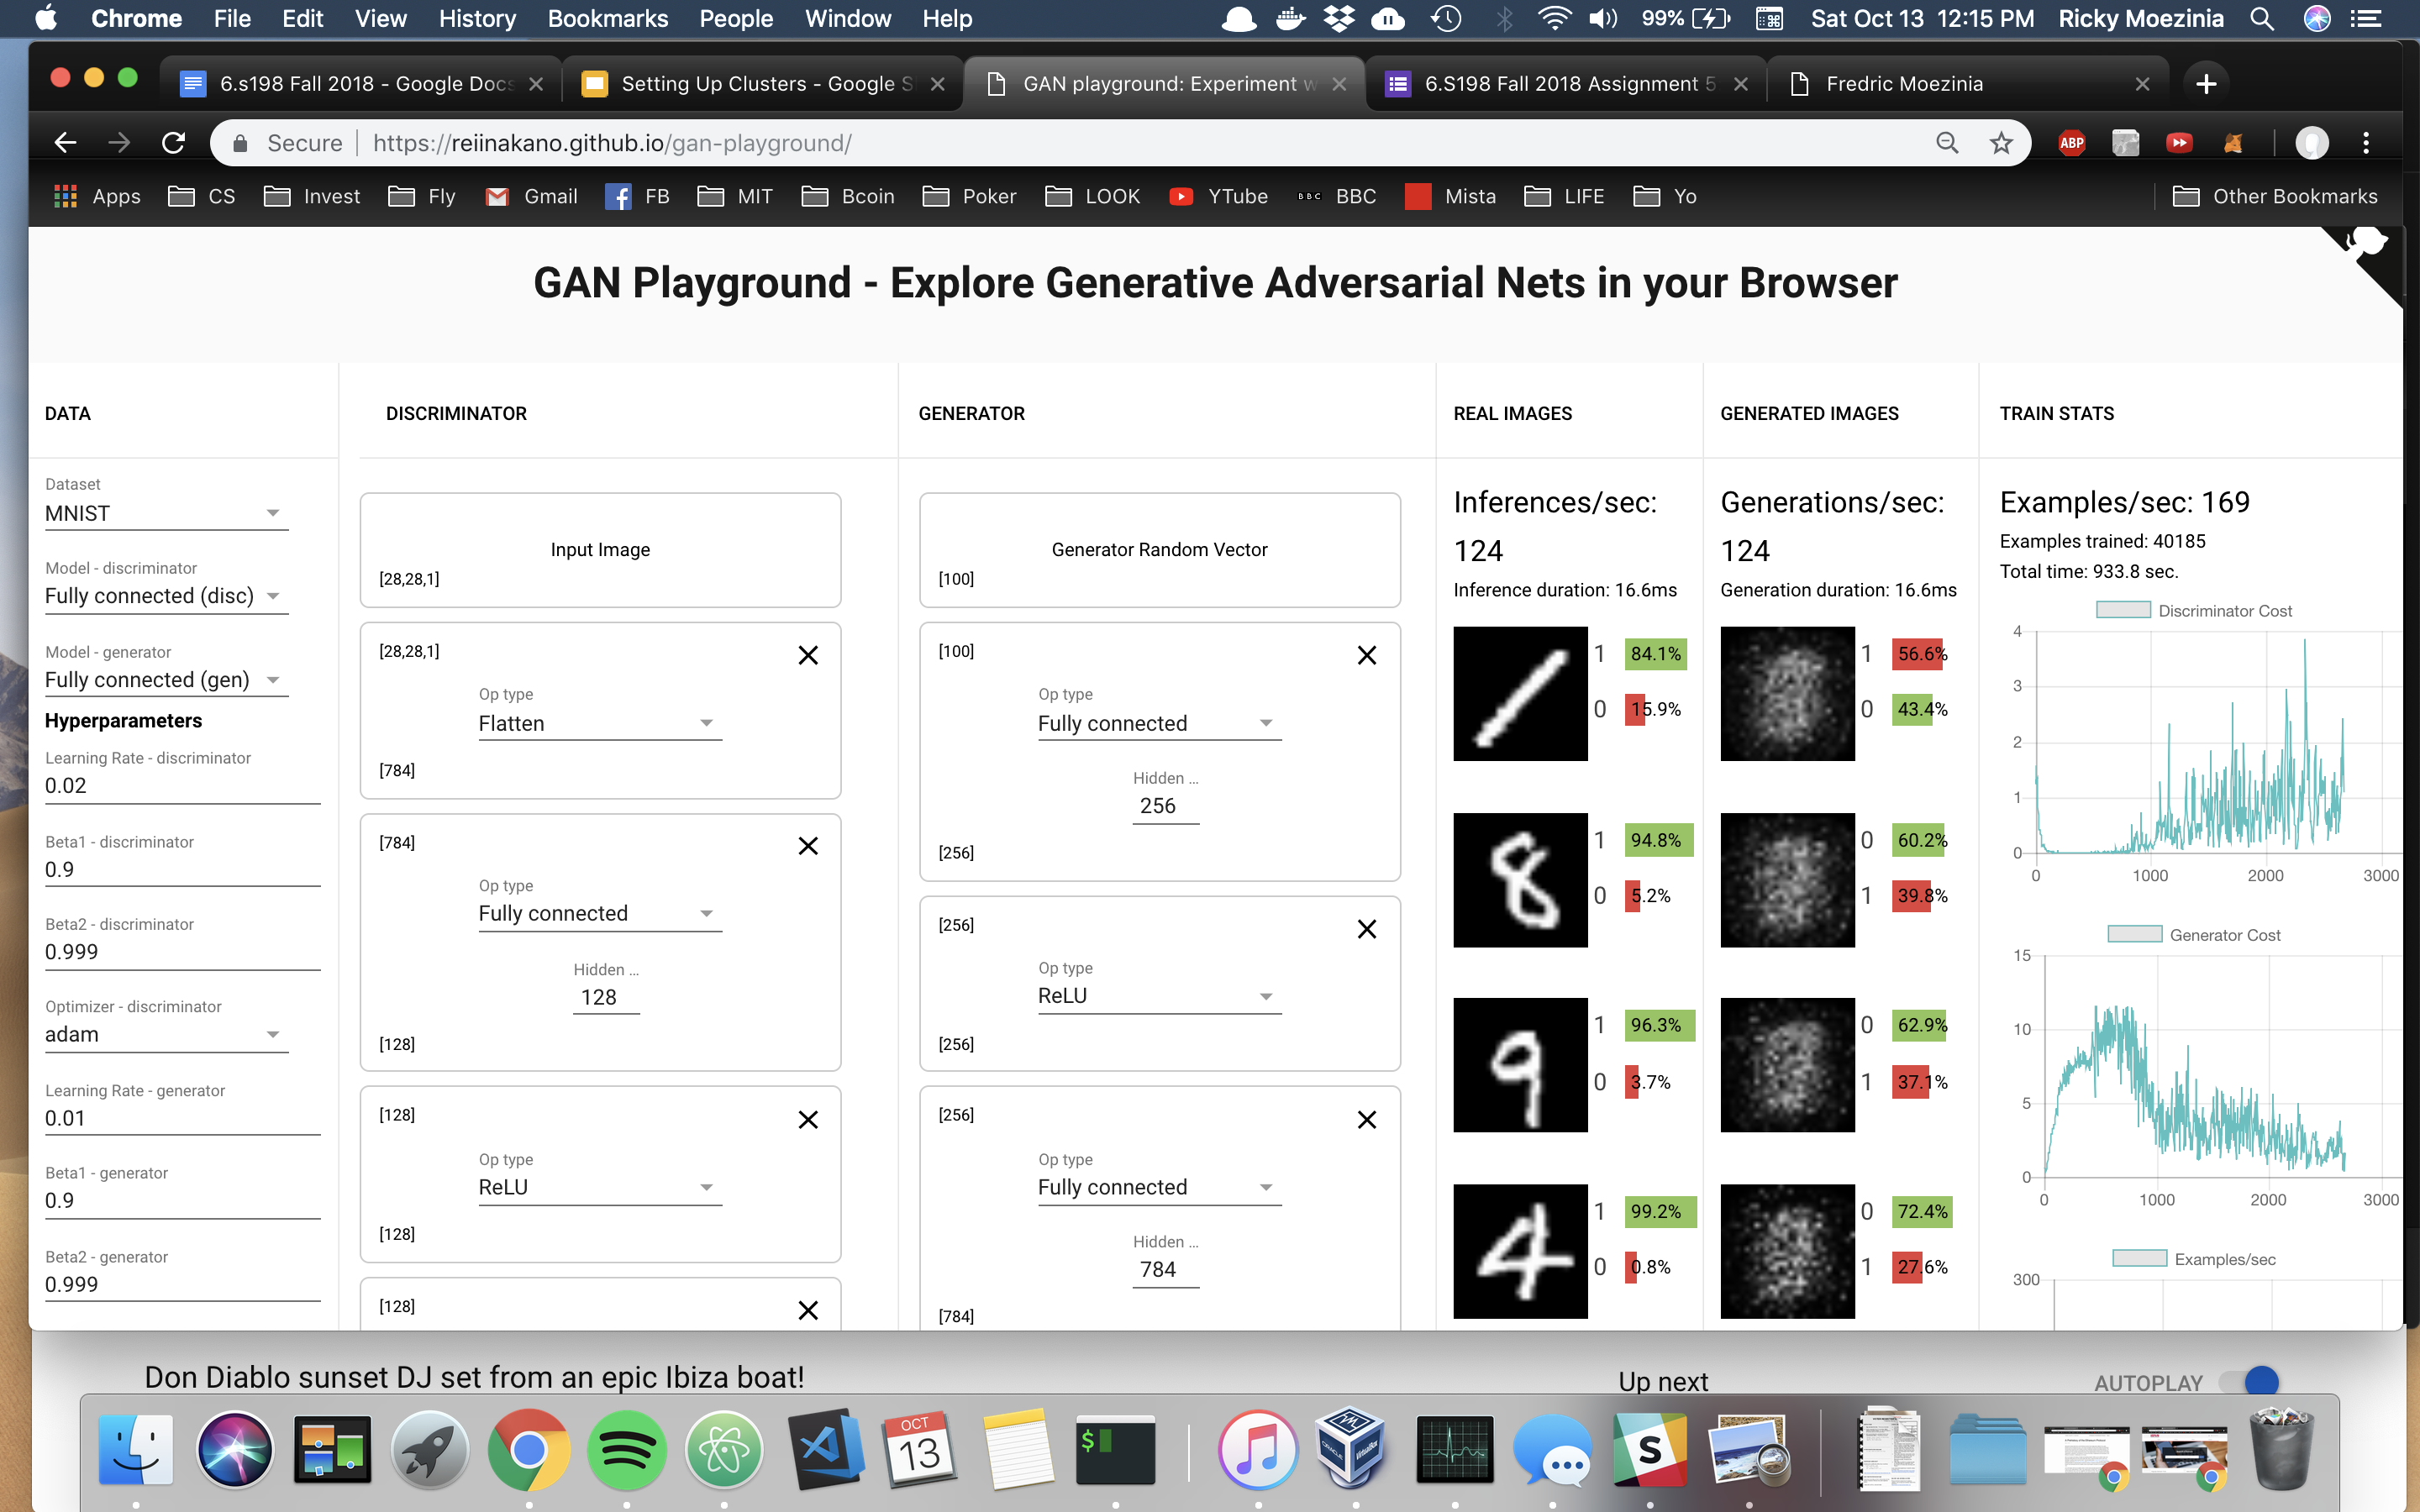 Chrome File Edit View History Bookmarks People Window Help 99% Sat Oct 13 12:15 PM Ricky Moezinia
6.s198 Fall 2018 - Google Docs
Setting Up Clusters - Google S
GAN playground: Experiment w
6.S198 Fall 2018 Assignment 5
Fredric Moezinia
Secure https://reiinakano.github.io/gan-playground/
ABP
Apps CS Invest Fly Gmail FB MIT Bcoin Poker LOOK YTube BBC BBC Mista LIFE Yo Other Bookmarks
GAN Playground - Explore Generative Adversarial Nets in your Browser
DATA
Dataset
MNIST
Model - discriminator
Fully connected (disc)
Model - generator
Fully connected (gen)
Hyperparameters
Learning Rate - discriminator
0.02
Beta1 - discriminator
0.9
Beta2 - discriminator
0.999
Optimizer - discriminator
adam
Learning Rate - generator
0.01
Beta1 - generator
0.9
Beta2 - generator
0.999
DISCRIMINATOR
Input Image
[28,28,1]
[28,28,1]
Op type
Flatten
[784]
[784]
Op type
Fully connected
Hidden ...
128
[128]
[128]
Op type
ReLU
[128]
[128]
GENERATOR
Generator Random Vector
[100]
[100]
Op type
Fully connected
Hidden ...
256
[256]
[256]
Op type
ReLU
[256]
[256]
Op type
Fully connected
Hidden ...
784
[784]
REAL IMAGES
Inferences/sec:
124
Inference duration: 16.6ms
1 84.1%
0 15.9%
8
1 94.8%
0 5.2%
9
1 96.3%
0 3.7%
4
1 99.2%
0 0.8%
GENERATED IMAGES
Generations/sec:
124
Generation duration: 16.6ms
1 56.6%
0 43.4%
0 60.2%
1 39.8%
0 62.9%
1 37.1%
0 72.4%
1 27.6%
TRAIN STATS
Examples/sec: 169
Examples trained: 40185
Total time: 933.8 sec.
Discriminator Cost
4
3
2
1
0
0 1000 2000 3000
Generator Cost
15
10
5
0
0 1000 2000 3000
Examples/sec
300
Don Diablo sunset DJ set from an epic Ibiza boat!
Up next
AUTOPLAY
OCT
13
$
S